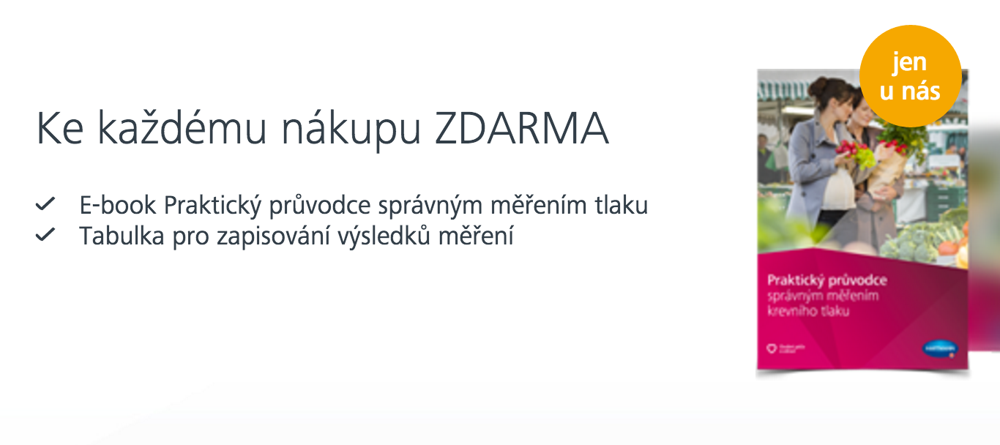 jen
u nás
Ke každému nákupu ZDARMA
E-book Praktický průvodce správným měřením tlaku
Tabulka pro zapisování výsledků měření
Praktický průvodce
správným měřením
krevního tlaku